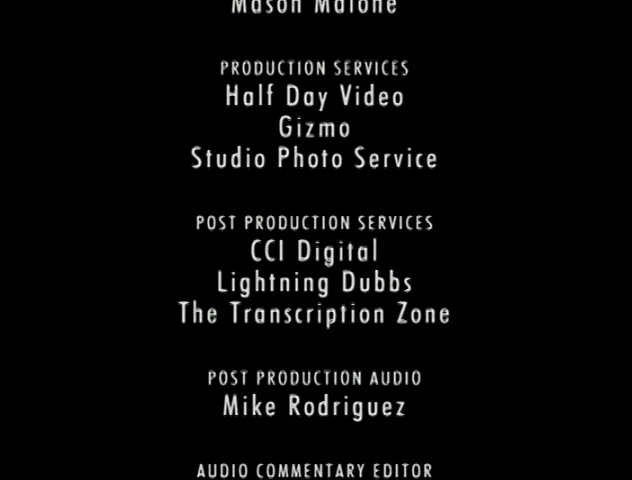 Mason Malone
PRODUCTION SERVICES
Half Day Video
Gizmo
Studio Photo Service
POST PRODUCTION SERVICES
CCI Digital
Lightning Dubbs
The Transcription Zone
POST PRODUCTION AUDIO
Mike Rodriguez
AUDIO COMMENTARY EDITOR